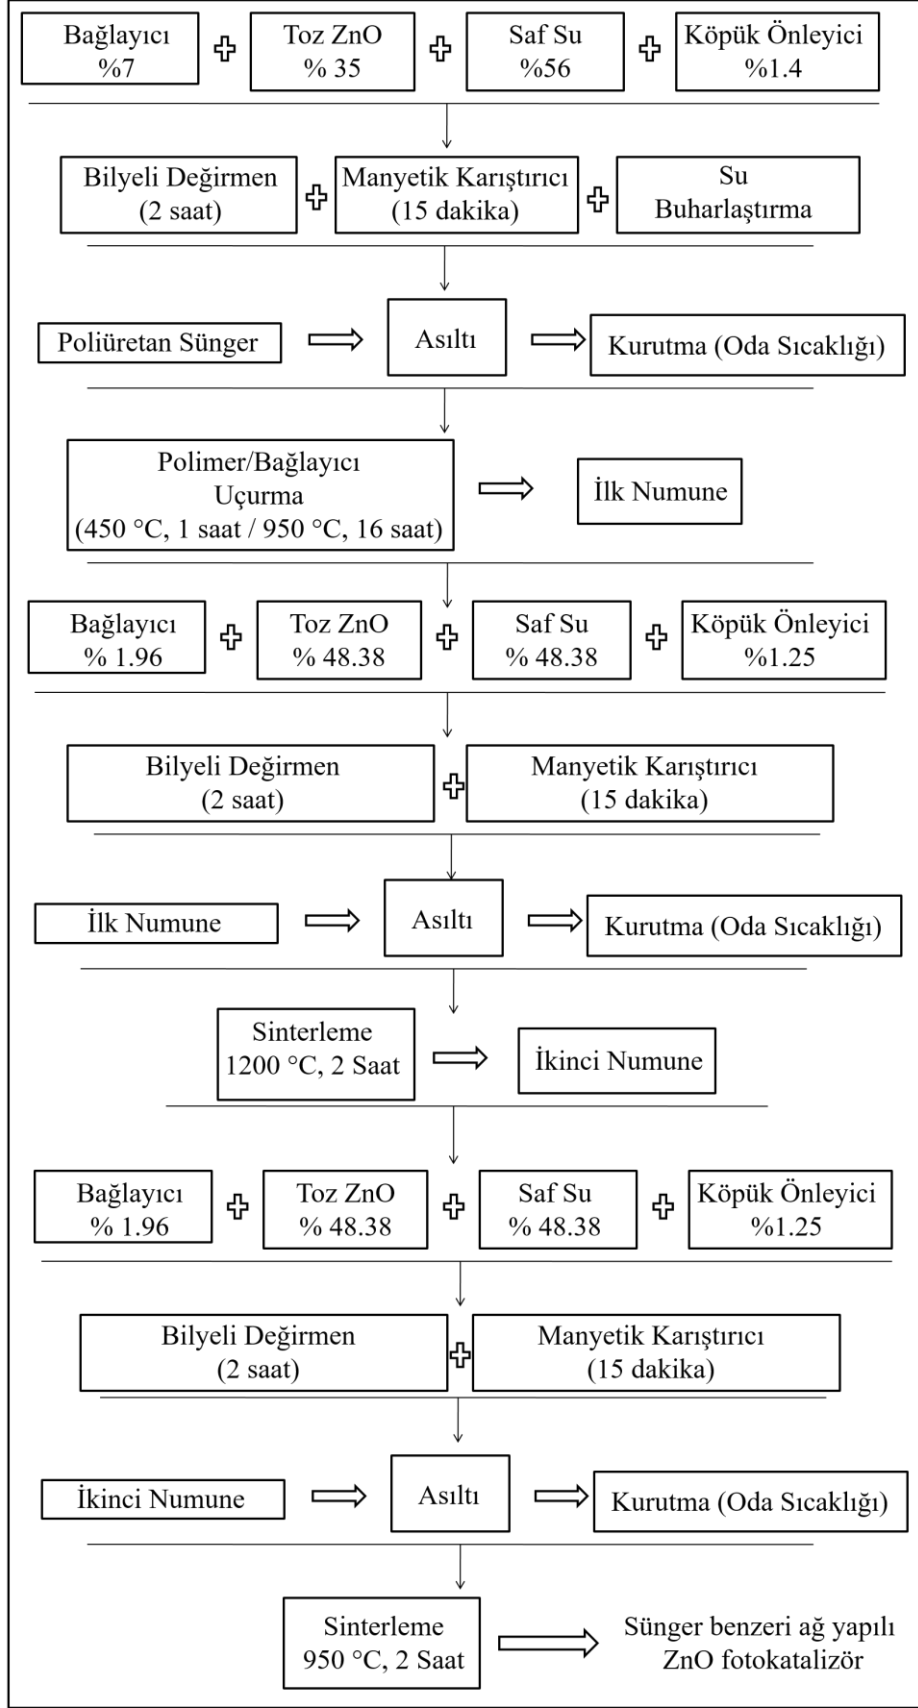 Bağlayıcı
%7
Toz ZnO
% 35
Saf Su
%56
Köpük Önleyici
%1.4
Bilyeli Değirmen
(2 saat)
Manyetik Karıştırıcı
(15 dakika)
Su
Buharlaştırma
Poliüretan Sünger
Asıltı
Kurutma (Oda Sıcaklığı)
Polimer/Bağlayıcı
Uçurma
(450 °C, 1 saat / 950 °C, 16 saat)
İlk Numune
Bağlayıcı
% 1.96
Toz ZnO
% 48.38
Saf Su
% 48.38
Köpük Önleyici
%1.25
Bilyeli Değirmen
(2 saat)
Manyetik Karıştırıcı
(15 dakika)
İlk Numune
Asıltı
Kurutma (Oda Sıcaklığı)
Sinterleme
1200 °C, 2 Saat
İkinci Numune
Bağlayıcı
% 1.96
Toz ZnO
% 48.38
Saf Su
% 48.38
Köpük Önleyici
%1.25
Bilyeli Değirmen
(2 saat)
Manyetik Karıştırıcı
(15 dakika)
İkinci Numune
Asıltı
Kurutma (Oda Sıcaklığı)
Sinterleme
950 °C, 2 Saat
Sünger benzeri ağ yapılı
ZnO fotokatalizör